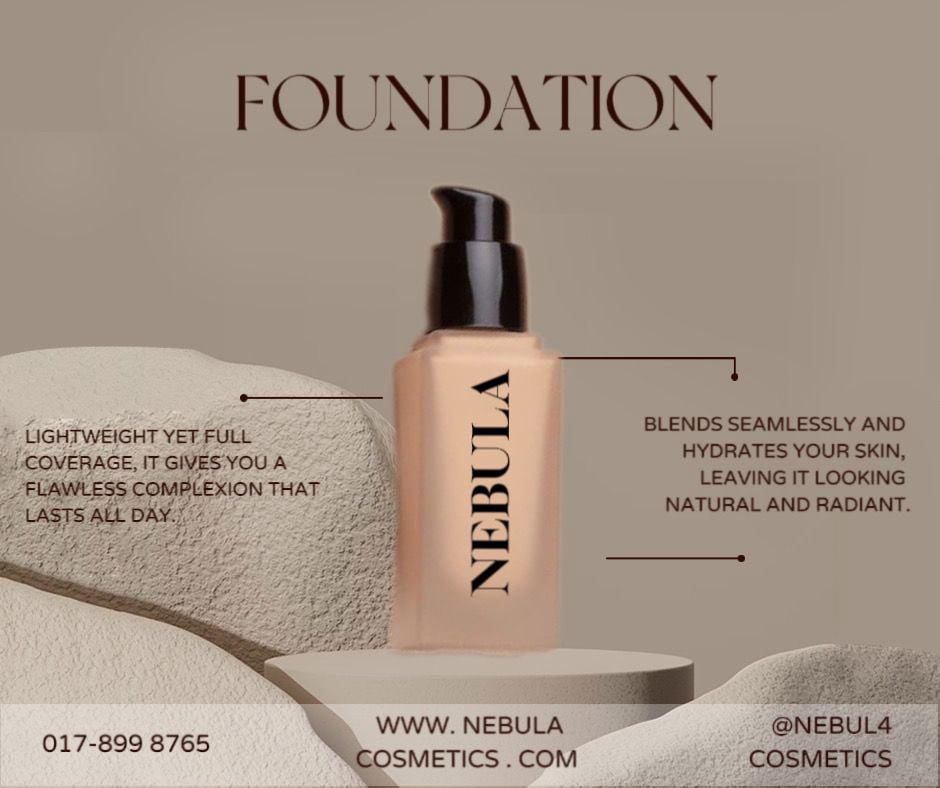 FOUNDATION
NEBULA
LIGHTWEIGHT YET FULL
COVERAGE, IT GIVES YOU A
FLAWLESS COMPLEXION THAT
LASTS ALL DAY.
BLENDS SEAMLESSLY AND
HYDRATES YOUR SKIN,
LEAVING IT LOOKING
NATURAL AND RADIANT.
017-899 8765
WWW. NEBULA
COSMETICS . COM
@NEBUL4
COSMETICS